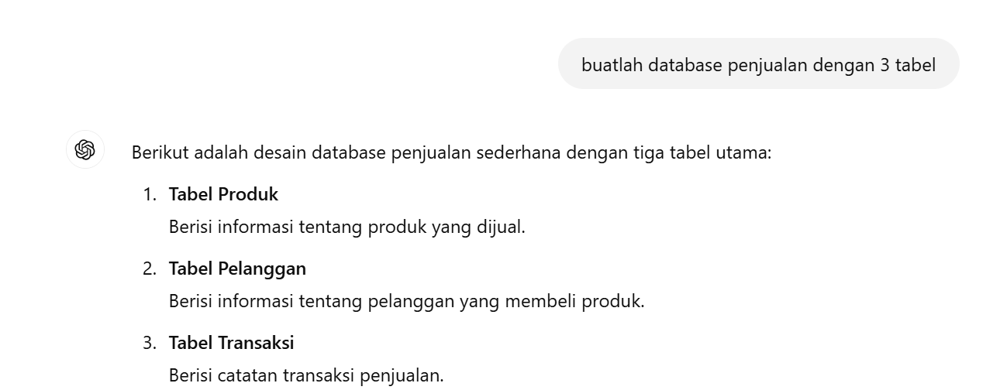 buatlah database penjualan dengan 3 tabel
Berikut adalah desain database penjualan sederhana dengan tiga tabel utama:
1. Tabel Produk
Berisi informasi tentang produk yang dijual.
2. Tabel Pelanggan
Berisi informasi tentang pelanggan yang membeli produk.
3. Tabel Transaksi
Berisi catatan transaksi penjualan.